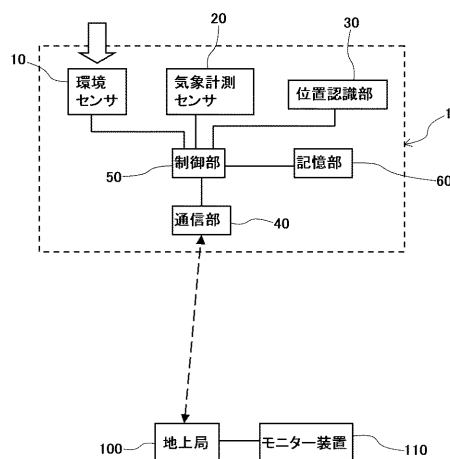 20
30
10
環境
センサ
気象計測
センサ
位置認識部
1
制御部
50
記憶部
60
通信部
40
100
地上局
モニター装置
110